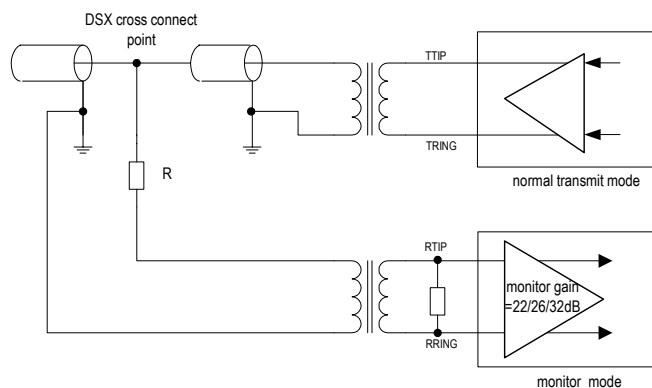 DSX cross connect
point
TTIP
TRING
normal transmit mode
R
RTIP
monitor gain
=22/26/32dB
RRING
monitor mode